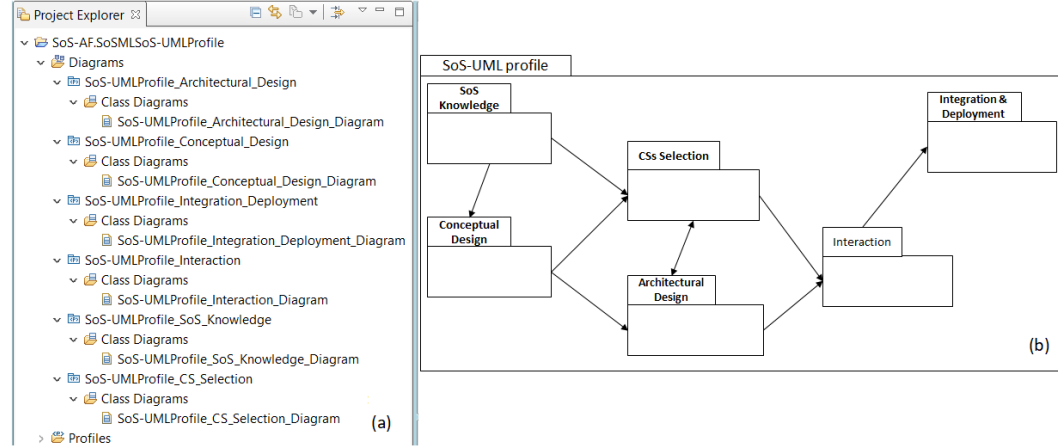 Project Explorer
SoS-AF.SoSMLSoS-UMLProfile
Diagrams
SoS-UMLProfile_Architectural_Design
Class Diagrams
SoS-UMLProfile_Architectural_Design_Diagram
SoS-UMLProfile_Conceptual_Design
Class Diagrams
SoS-UMLProfile_Conceptual_Design_Diagram
SoS-UMLProfile_Integration_Deployment
Class Diagrams
SoS-UMLProfile_Integration_Deployment_Diagram
SoS-UMLProfile_Interaction
Class Diagrams
SoS-UMLProfile_Interaction_Diagram
SoS-UMLProfile_SoS_Knowledge
Class Diagrams
SoS-UMLProfile_SoS_Knowledge_Diagram
SoS-UMLProfile_CS_Selection
Class Diagrams
SoS-UMLProfile_CS_Selection_Diagram
Profiles
(a)
SoS-UML profile
SoS
Knowledge
Conceptual
Design
CSs Selection
Architectural
Design
Interaction
Integration &
Deployment
(b)